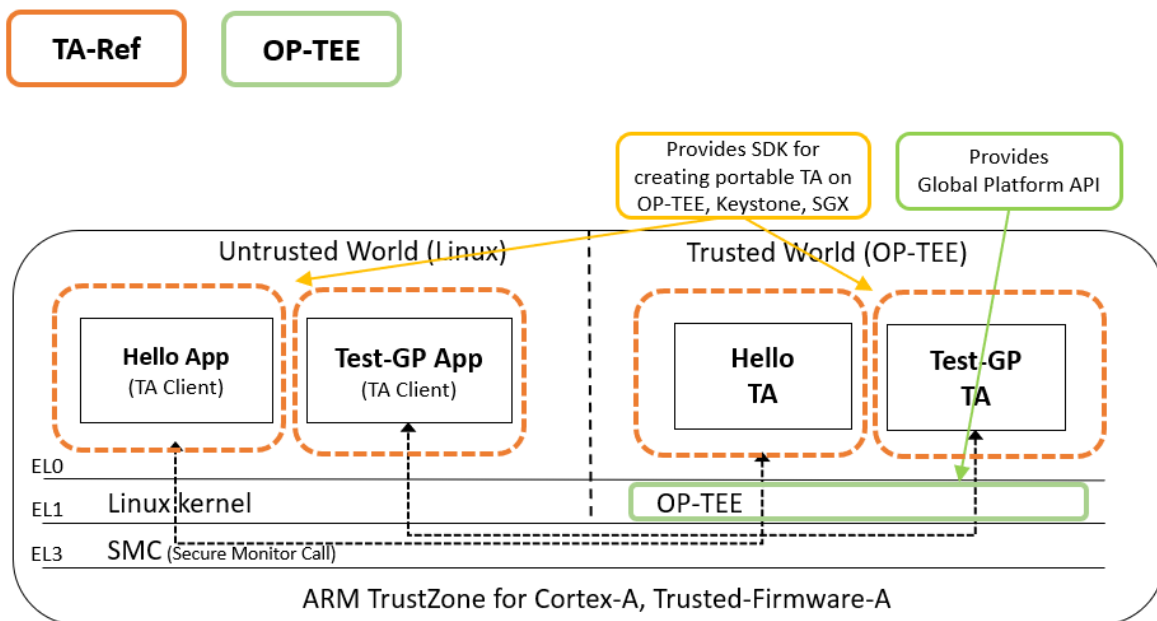 TA-Ref
OP-TEE
Provides SDK for
creating portable TA on
OP-TEE, Keystone, SGX
Provides
Global Platform API
Untrusted World (Linux)
Trusted World (OP-TEE)
Hello App
(TA Client)
Test-GP App
(TA Client)
Hello
TA
Test-GP
TA
EL0
EL1
Linux kernel
OP-TEE
EL3
SMC (Secure Monitor Call)
ARM TrustZone for Cortex-A, Trusted-Firmware-A